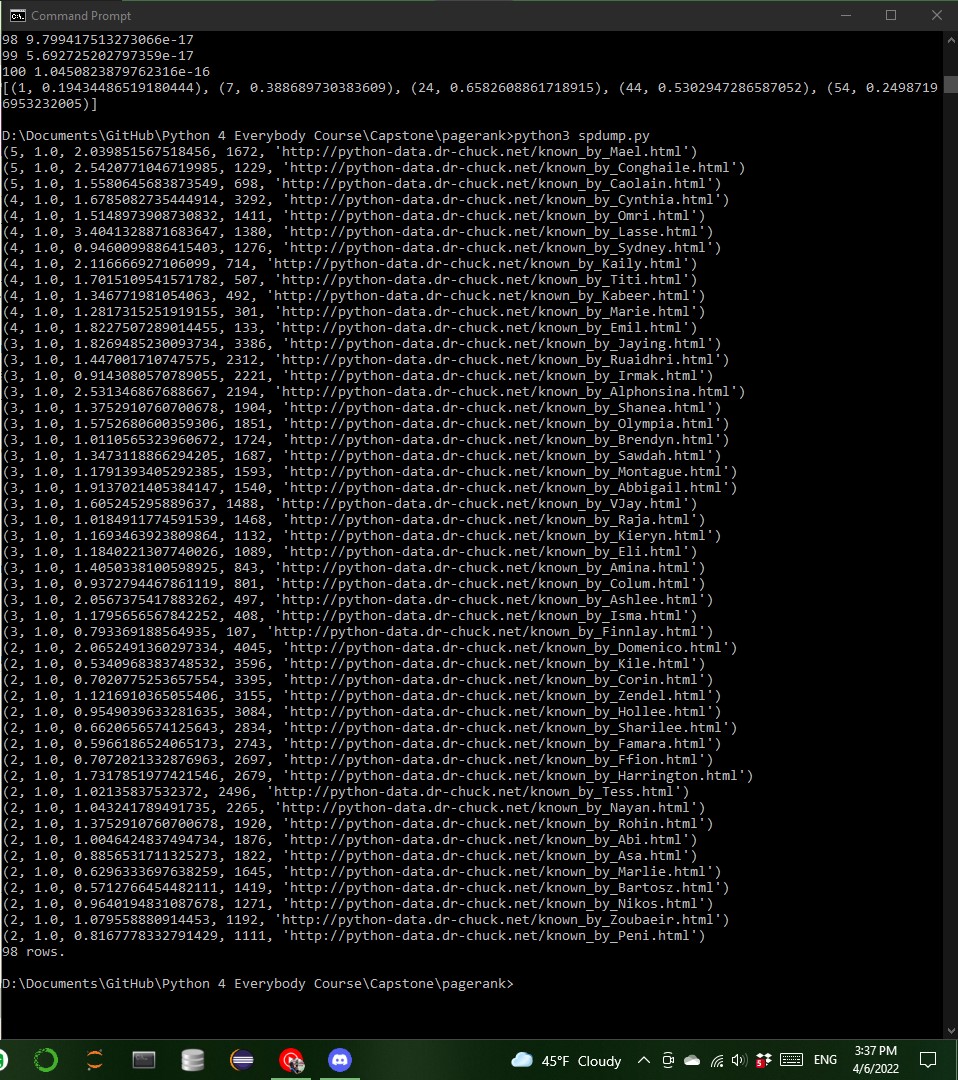 Command Prompt
98 9.799417513273066e-17
99 5.692725202797359e-17
100 1.0450823879762316e-16
[(1, 0.19434486519180444), (7, 0.388689730383609), (24, 0.6582608861718915), (44, 0.5302947286587052), (54, 0.2498719
6953232005)]
D:\Documents\GitHub\Python 4 Everybody Course\Capstone\pagerank>python3 spdump.py
(5, 1.0, 2.039851567518456, 1672, 'http://python-data.dr-chuck.net/known_by_Mael.html')
(5, 1.0, 2.5420771046719985, 1229, 'http://python-data.dr-chuck.net/known_by_Conghaile.html')
(5, 1.0, 1.5580645683873549, 698, 'http://python-data.dr-chuck.net/known_by_Caolain.html')
(4, 1.0, 1.6785082735444914, 3292, 'http://python-data.dr-chuck.net/known_by_Cynthia.html')
(4, 1.0, 1.5148973908730832, 1411, 'http://python-data.dr-chuck.net/known_by_Omri.html')
(4, 1.0, 3.4041328871683647, 1380, 'http://python-data.dr-chuck.net/known_by_Lasse.html')
(4, 1.0, 0.9460099886415403, 1276, 'http://python-data.dr-chuck.net/known_by_Sydney.html')
(4, 1.0, 2.116666927106099, 714, 'http://python-data.dr-chuck.net/known_by_Kaily.html')
(4, 1.0, 1.7015109541571782, 507, 'http://python-data.dr-chuck.net/known_by_Titi.html')
(4, 1.0, 1.346771981054063, 492, 'http://python-data.dr-chuck.net/known_by_Kabeer.html')
(4, 1.0, 1.2817315251919155, 301, 'http://python-data.dr-chuck.net/known_by_Marie.html')
(4, 1.0, 1.8227507289014455, 133, 'http://python-data.dr-chuck.net/known_by_Emil.html')
(3, 1.0, 1.8269485230093734, 3386, 'http://python-data.dr-chuck.net/known_by_Jaying.html')
(3, 1.0, 1.447001710747575, 2312, 'http://python-data.dr-chuck.net/known_by_Ruaidhri.html')
(3, 1.0, 0.9143080570789055, 2221, 'http://python-data.dr-chuck.net/known_by_Irmak.html')
(3, 1.0, 2.531346867688667, 2194, 'http://python-data.dr-chuck.net/known_by_Alphonsina.html')
(3, 1.0, 1.3752910760700678, 1904, 'http://python-data.dr-chuck.net/known_by_Shanea.html')
(3, 1.0, 1.5752680600359306, 1851, 'http://python-data.dr-chuck.net/known_by_Olympia.html')
(3, 1.0, 1.0110565323960672, 1724, 'http://python-data.dr-chuck.net/known_by_Brendyn.html')
(3, 1.0, 1.3473118866294205, 1687, 'http://python-data.dr-chuck.net/known_by_Sawdah.html')
(3, 1.0, 1.1791393405292385, 1593, 'http://python-data.dr-chuck.net/known_by_Montague.html')
(3, 1.0, 1.9137021405384147, 1540, 'http://python-data.dr-chuck.net/known_by_Abbigail.html')
(3, 1.0, 1.605245295889637, 1488, 'http://python-data.dr-chuck.net/known_by_VJay.html')
(3, 1.0, 1.0184911774591539, 1468, 'http://python-data.dr-chuck.net/known_by_Raja.html')
(3, 1.0, 1.1693463923809864, 1132, 'http://python-data.dr-chuck.net/known_by_Kieryn.html')
(3, 1.0, 1.1840221307740026, 1089, 'http://python-data.dr-chuck.net/known_by_Eli.html')
(3, 1.0, 1.4050338100598925, 843, 'http://python-data.dr-chuck.net/known_by_Amina.html')
(3, 1.0, 0.9372794467861119, 801, 'http://python-data.dr-chuck.net/known_by_Colum.html')
(3, 1.0, 2.0567375417883262, 497, 'http://python-data.dr-chuck.net/known_by_Ashlee.html')
(3, 1.0, 1.1795656567842252, 408, 'http://python-data.dr-chuck.net/known_by_Isma.html')
(3, 1.0, 0.793369188564935, 107, 'http://python-data.dr-chuck.net/known_by_Finnlay.html')
(2, 1.0, 2.0652491360297334, 4045, 'http://python-data.dr-chuck.net/known_by_Domenico.html')
(2, 1.0, 0.5340968383748532, 3596, 'http://python-data.dr-chuck.net/known_by_Kile.html')
(2, 1.0, 0.7020775253657554, 3395, 'http://python-data.dr-chuck.net/known_by_Corin.html')
(2, 1.0, 1.1216910365055406, 3155, 'http://python-data.dr-chuck.net/known_by_Zendel.html')
(2, 1.0, 0.9549039633281635, 3084, 'http://python-data.dr-chuck.net/known_by_Hollee.html')
(2, 1.0, 0.6620656574125643, 2834, 'http://python-data.dr-chuck.net/known_by_Sharilee.html')
(2, 1.0, 0.5966186524065173, 2743, 'http://python-data.dr-chuck.net/known_by_Famara.html')
(2, 1.0, 0.7072021332876963, 2697, 'http://python-data.dr-chuck.net/known_by_Ffion.html')
(2, 1.0, 1.7317851977421546, 2679, 'http://python-data.dr-chuck.net/known_by_Harrington.html')
(2, 1.0, 1.02135837532372, 2496, 'http://python-data.dr-chuck.net/known_by_Tess.html')
(2, 1.0, 1.043241789491735, 2265, 'http://python-data.dr-chuck.net/known_by_Nayan.html')
(2, 1.0, 1.3752910760700678, 1920, 'http://python-data.dr-chuck.net/known_by_Rohin.html')
(2, 1.0, 1.0046424837494734, 1876, 'http://python-data.dr-chuck.net/known_by_Abi.html')
(2, 1.0, 0.8856531711325273, 1822, 'http://python-data.dr-chuck.net/known_by_Asa.html')
(2, 1.0, 0.6296333697638259, 1645, 'http://python-data.dr-chuck.net/known_by_Marlie.html')
(2, 1.0, 0.5712766454482111, 1419, 'http://python-data.dr-chuck.net/known_by_Bartosz.html')
(2, 1.0, 0.9640194831087678, 1271, 'http://python-data.dr-chuck.net/known_by_Nikos.html')
(2, 1.0, 1.079558880914453, 1192, 'http://python-data.dr-chuck.net/known_by_Zoubaeir.html')
(2, 1.0, 0.8167778332791429, 1111, 'http://python-data.dr-chuck.net/known_by_Peni.html')
98 rows.
D:\Documents\GitHub\Python 4 Everybody Course\Capstone\pagerank>
45°F Cloudy
ENG
3:37 PM
4/6/2022